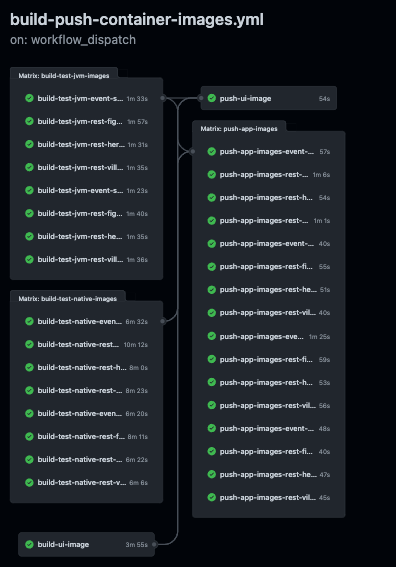 build-push-container-images.yml
on: workflow_dispatch
Matrix: build-test-jvm-images
build-test-jvm-event-s... 1m 33s
build-test-jvm-rest-fig... 1m 57s
build-test-jvm-rest-her... 1m 31s
build-test-jvm-rest-vill... 1m 35s
build-test-jvm-event-s... 1m 23s
build-test-jvm-rest-fig... 1m 40s
build-test-jvm-rest-he... 1m 35s
build-test-jvm-rest-vill... 1m 36s
Matrix: build-test-native-images
build-test-native-even... 6m 32s
build-test-native-rest... 10m 12s
build-test-native-rest-h... 8m 0s
build-test-native-rest-... 8m 23s
build-test-native-even... 6m 20s
build-test-native-rest-f... 8m 11s
build-test-native-rest-... 6m 22s
build-test-native-rest-v... 6m 6s
build-ui-image 3m 55s
push-ui-image 54s
Matrix: push-app-images
push-app-images-event-... 57s
push-app-images-rest-... 1m 6s
push-app-images-rest-h... 54s
push-app-images-rest-... 1m 1s
push-app-images-event-... 40s
push-app-images-rest-fi... 55s
push-app-images-rest-he... 51s
push-app-images-rest-vil... 40s
push-app-images-eve... 1m 25s
push-app-images-rest-fi... 59s
push-app-images-rest-h... 53s
push-app-images-rest-vil... 56s
push-app-images-event-... 48s
push-app-images-rest-fi... 40s
push-app-images-rest-he... 47s
push-app-images-rest-vil... 45s